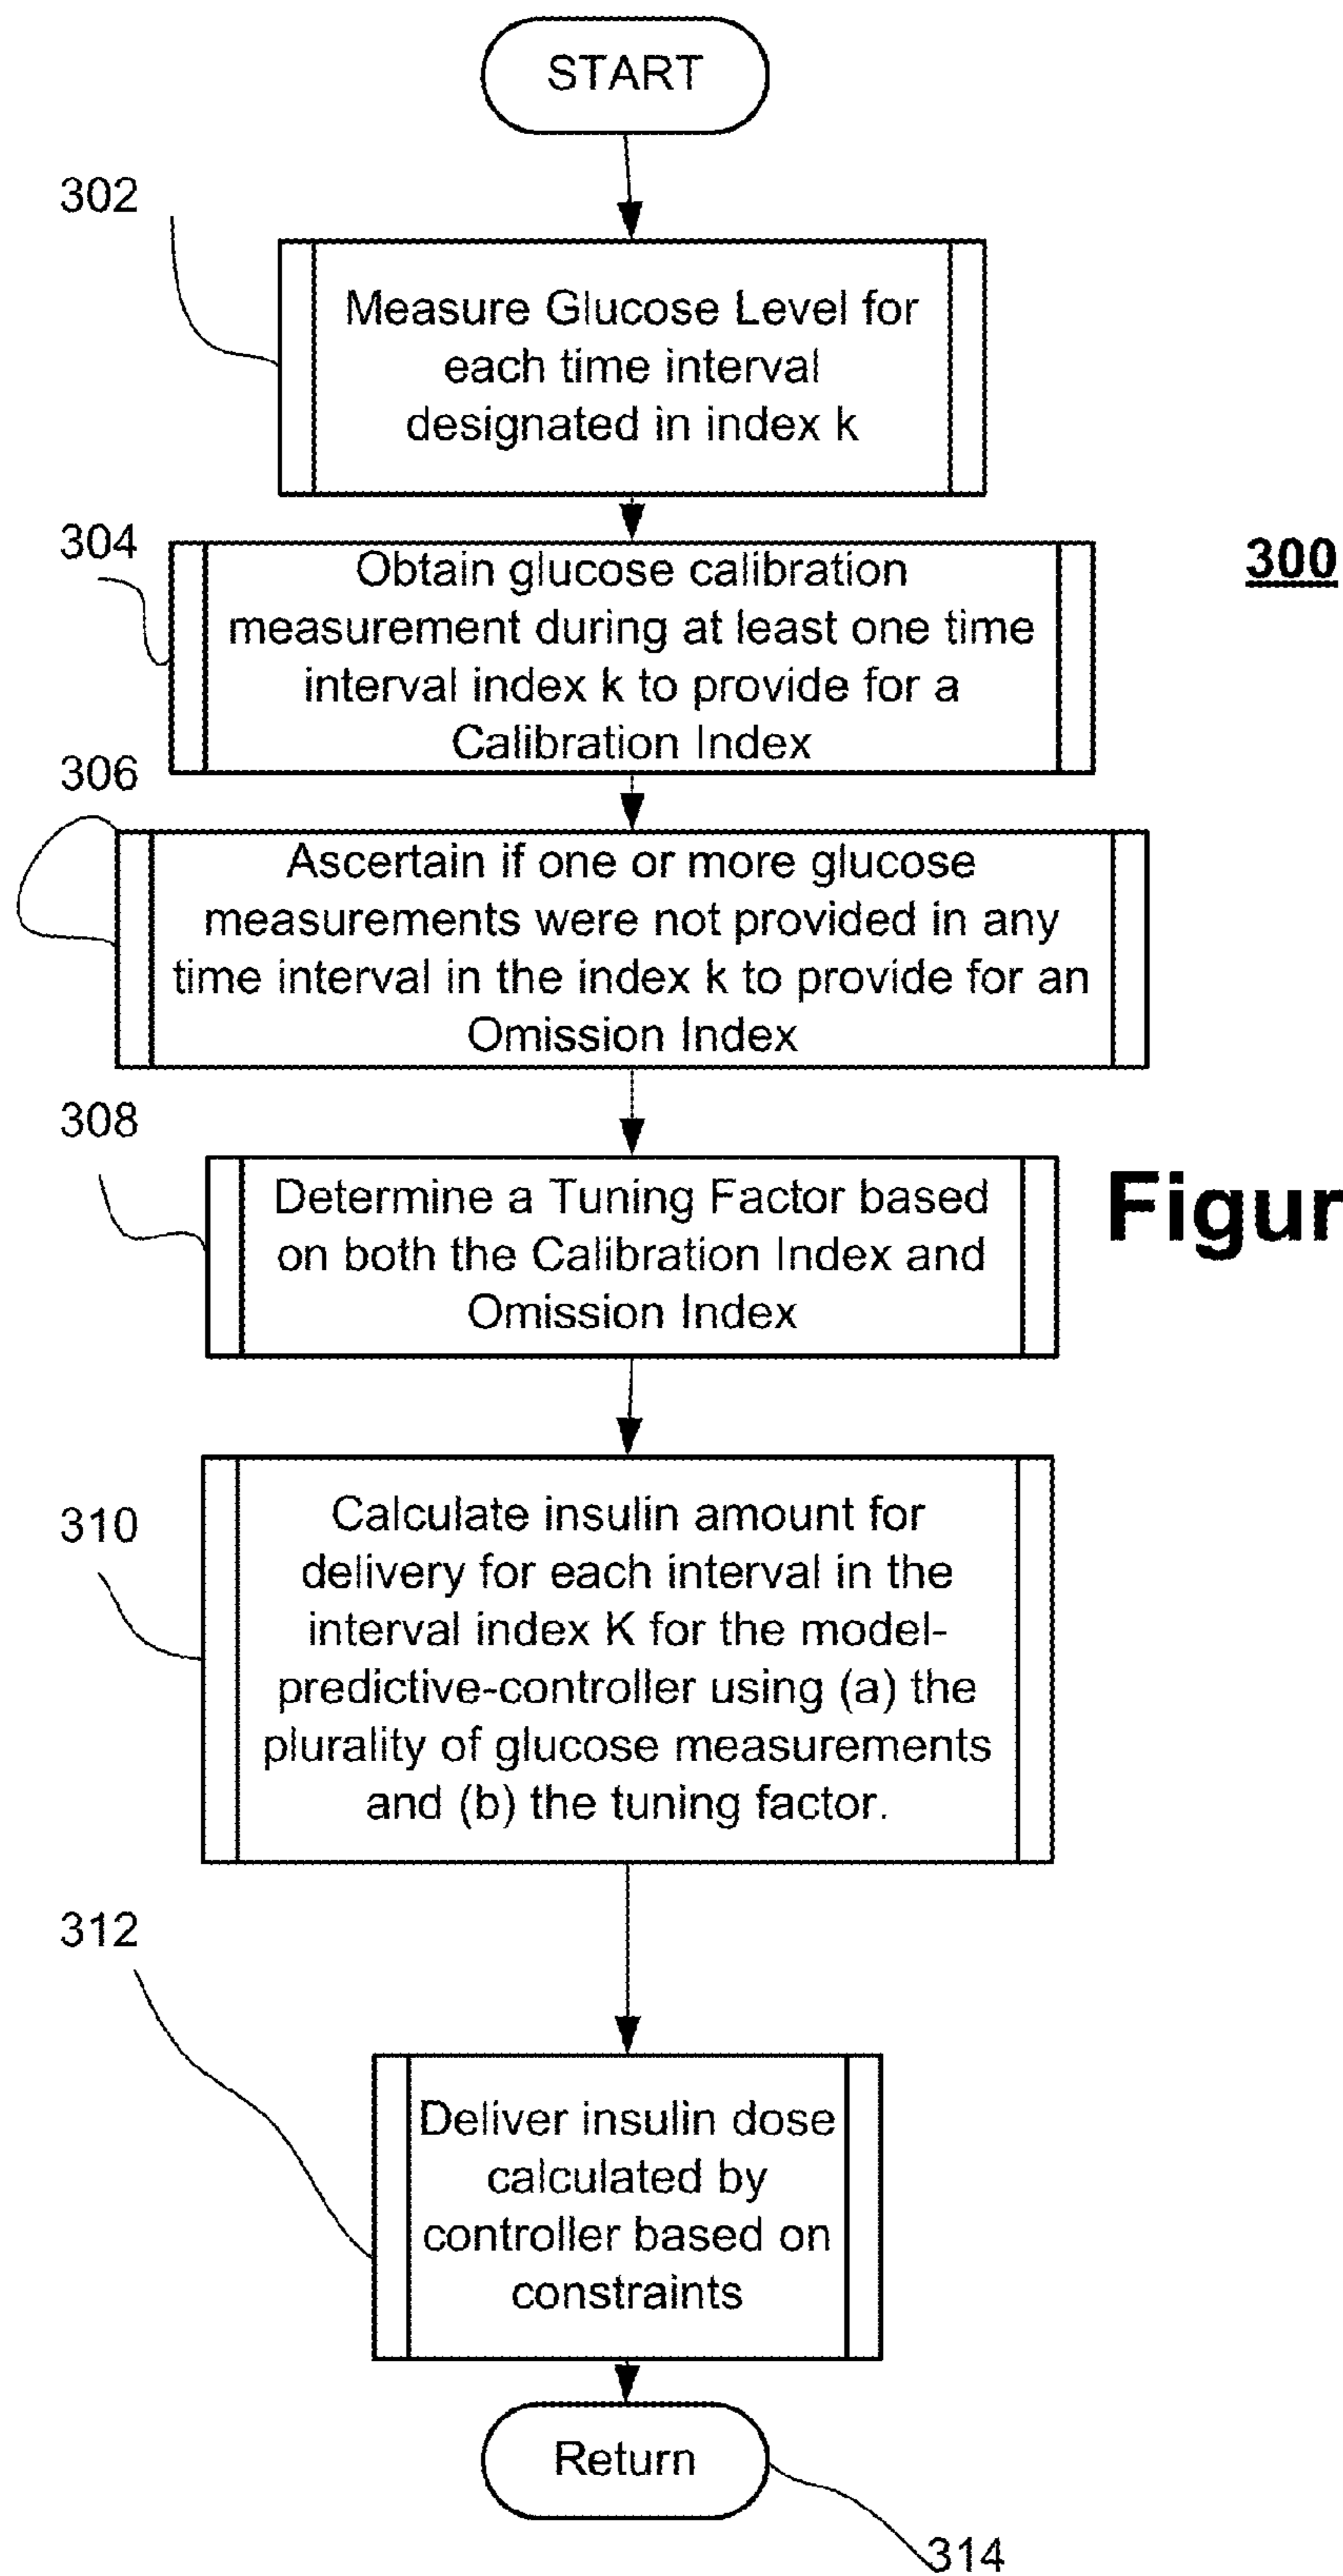 START
302
Measure Glucose Level for
each time interval
designated in index k
304
Obtain glucose calibration
measurement during at least one time
interval index k to provide for a
Calibration Index
300
306
Ascertain if one or more glucose
measurements were not provided in any
time interval in the index k to provide for an
Omission Index
308
Determine a Tuning Factor based
on both the Calibration Index and
Omission Index
Figur
310
Calculate insulin amount for
delivery for each interval in the
interval index K for the model-
predictive-controller using (a) the
plurality of glucose measurements
and (b) the tuning factor.
312
Deliver insulin dose
calculated by
controller based on
constraints
Return
314